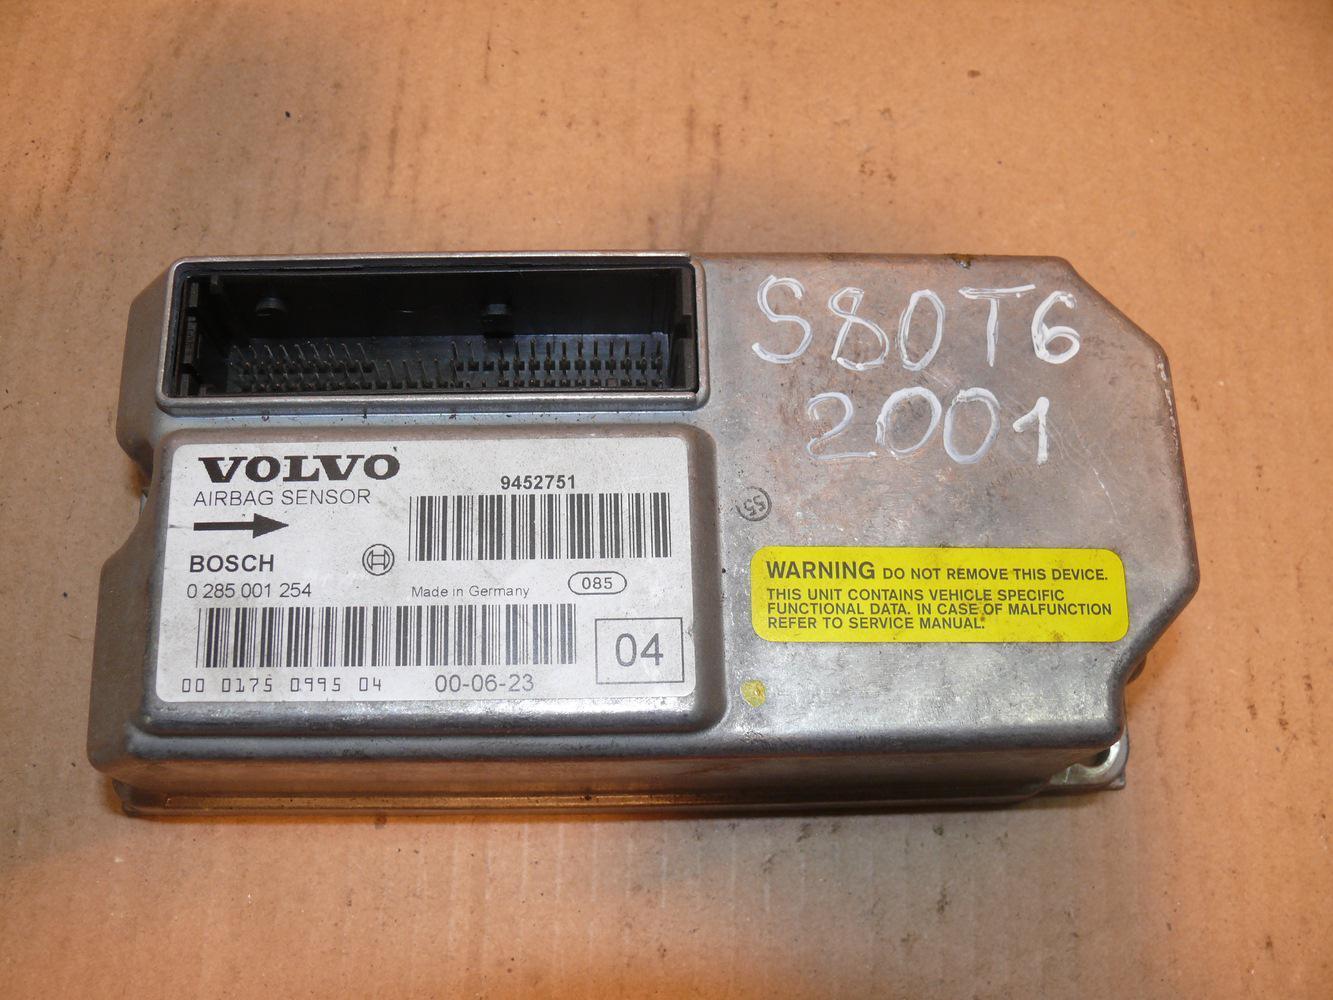 S80T6
2001
VOLVO
AIRBAG SENSOR
9452751
BOSCH
0 285 001 254
Made in Germany
085
04
00 0175 0995 04
00-06-23
55
WARNING DO NOT REMOVE THIS DEVICE.
THIS UNIT CONTAINS VEHICLE SPECIFIC
FUNCTIONAL DATA. IN CASE OF MALFUNCTION
REFER TO SERVICE MANUAL.